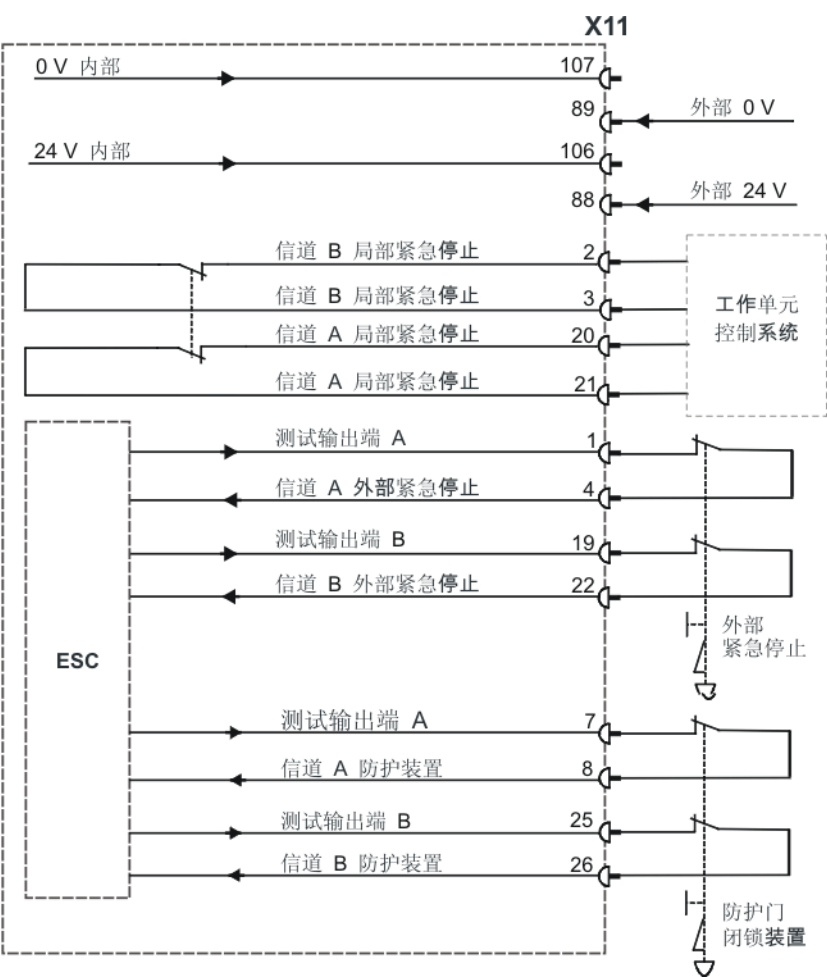 X11
0 V 内部 107
89 外部 0 V
24 V 内部 106
88 外部 24 V
信道 B 局部紧急停止 2
信道 B 局部紧急停止 3
工作单元
控制系统
信道 A 局部紧急停止 20
信道 A 局部紧急停止 21
测试输出端 A 1
信道 A 外部紧急停止 4
测试输出端 B 19
信道 B 外部紧急停止 22
外部
紧急停止
ESC
测试输出端 A 7
信道 A 防护装置 8
测试输出端 B 25
信道 B 防护装置 26
防护门
闭锁装置